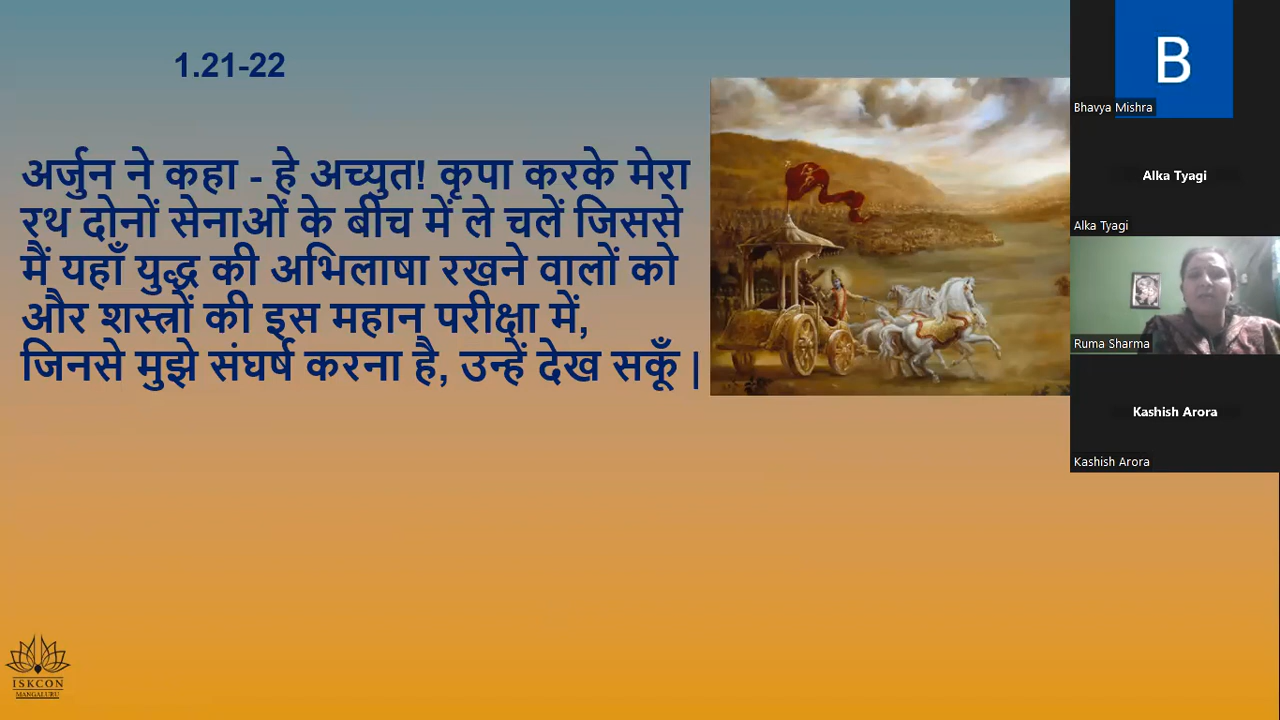 1.21-22
अर्जुन ने कहा - हे अच्युत! कृपा करके मेरा
रथ दोनों सेनाओं के बीच में ले चलें जिससे
मैं यहाँ युद्ध की अभिलाषा रखने वालों को
और शस्त्रों की इस महान परीक्षा में,
जिनसे मुझे संघर्ष करना है, उन्हें देख सकूँ |
ISKCON
MANGALURU
B
Bhavya Mishra
Alka Tyagi
Alka Tyagi
Ruma Sharma
Kashish Arora
Kashish Arora